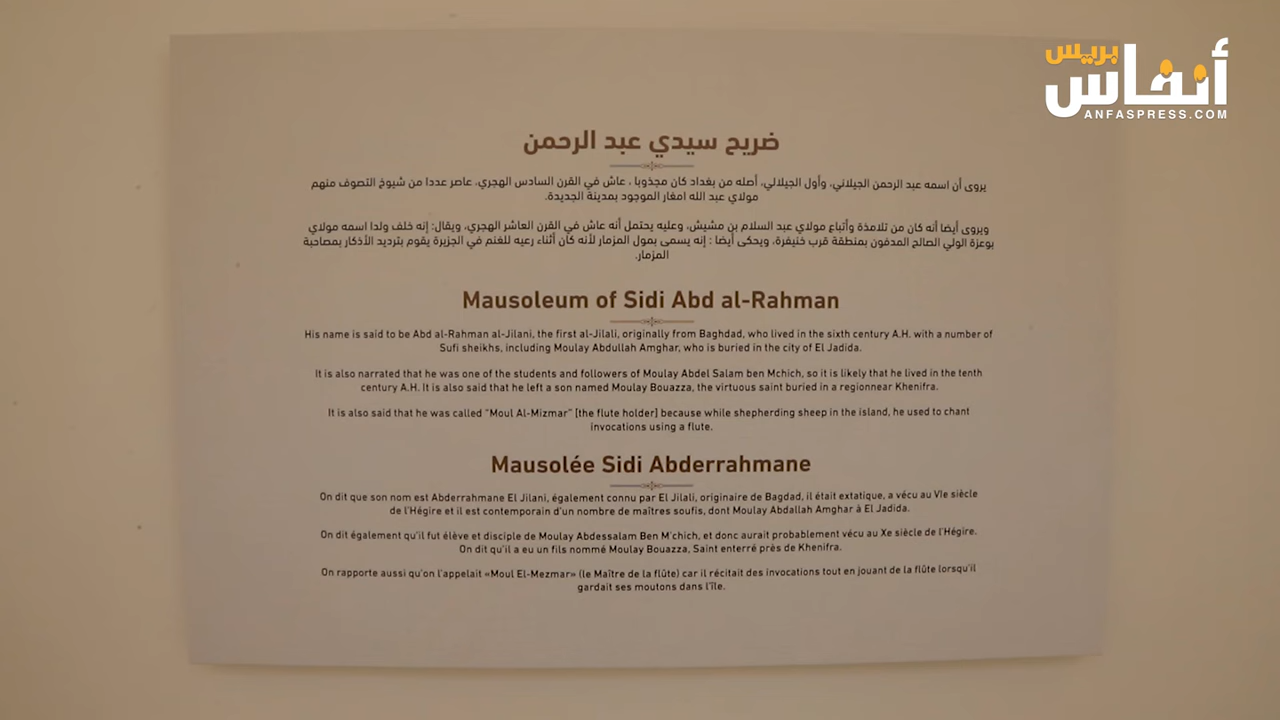 بريس
أنفاس
ANFASPRESS.COM
ضريح سيدي عبد الرحمن
يروى أن اسمه عبد الرحمن الجيلاني، وأول الجيلالي، أصله من بغداد كان مجذوبا ، عاش في القرن السادس الهجري، عاصر عددا من شيوخ التصوف منهم
مولاي عبد الله امغار الموجود بمدينة الجديدة.
ويروى أيضا أنه كان من تلامذة وأتباع مولاي عبد السلام بن مشيش، وعليه يحتمل أنه عاش في القرن العاشر الهجري، ويقال: إنه خلف ولدا اسمه مولاي
بوعزة الولي الصالح المدفون بمنطقة قرب خنيفرة، ويحكى أيضا : إنه يسمى بمول المزمار لأنه كان أثناء رعيه للغنم في الجزيرة يقوم بترديد الأذكار بمصاحبة
المزمار.
Mausoleum of Sidi Abd al-Rahman
His name is said to be Abd al-Rahman al-Jilani, the first al-Jilali, originally from Baghdad, who lived in the sixth century A.H. with a number of
Sufi sheikhs, including Moulay Abdullah Amghar, who is buried in the city of El Jadida.
It is also narrated that he was one of the students and followers of Moulay Abdel Salam ben Mchich, so it is likely that he lived in the tenth
century A.H. It is also said that he left a son named Moulay Bouazza, the virtuous saint buried in a regionnear Khenifra.
It is also said that he was called “Moul Al-Mizmar” [the flute holder] because while shepherding sheep in the island, he used to chant
invocations using a flute.
Mausolée Sidi Abderrahmane
On dit que son nom est Abderrahmane El Jilani, également connu par El Jilali, originaire de Bagdad, il était extatique, a vécu au VIe siècle
de l'Hégire et il est contemporain d'un nombre de maîtres soufis, dont Moulay Abdallah Amghar à El Jadida.
On dit également qu'il fut élève et disciple de Moulay Abdessalam Ben M'chich, et donc aurait probablement vécu au Xe siècle de l'Hégire.
On dit qu'il a eu un fils nommé Moulay Bouazza, Saint enterré près de Khenifra.
On rapporte aussi qu'on l'appelait «Moul El-Mezmar» (le Maître de la flûte) car il récitait des invocations tout en jouant de la flûte lorsqu'il
gardait ses moutons dans l'île.